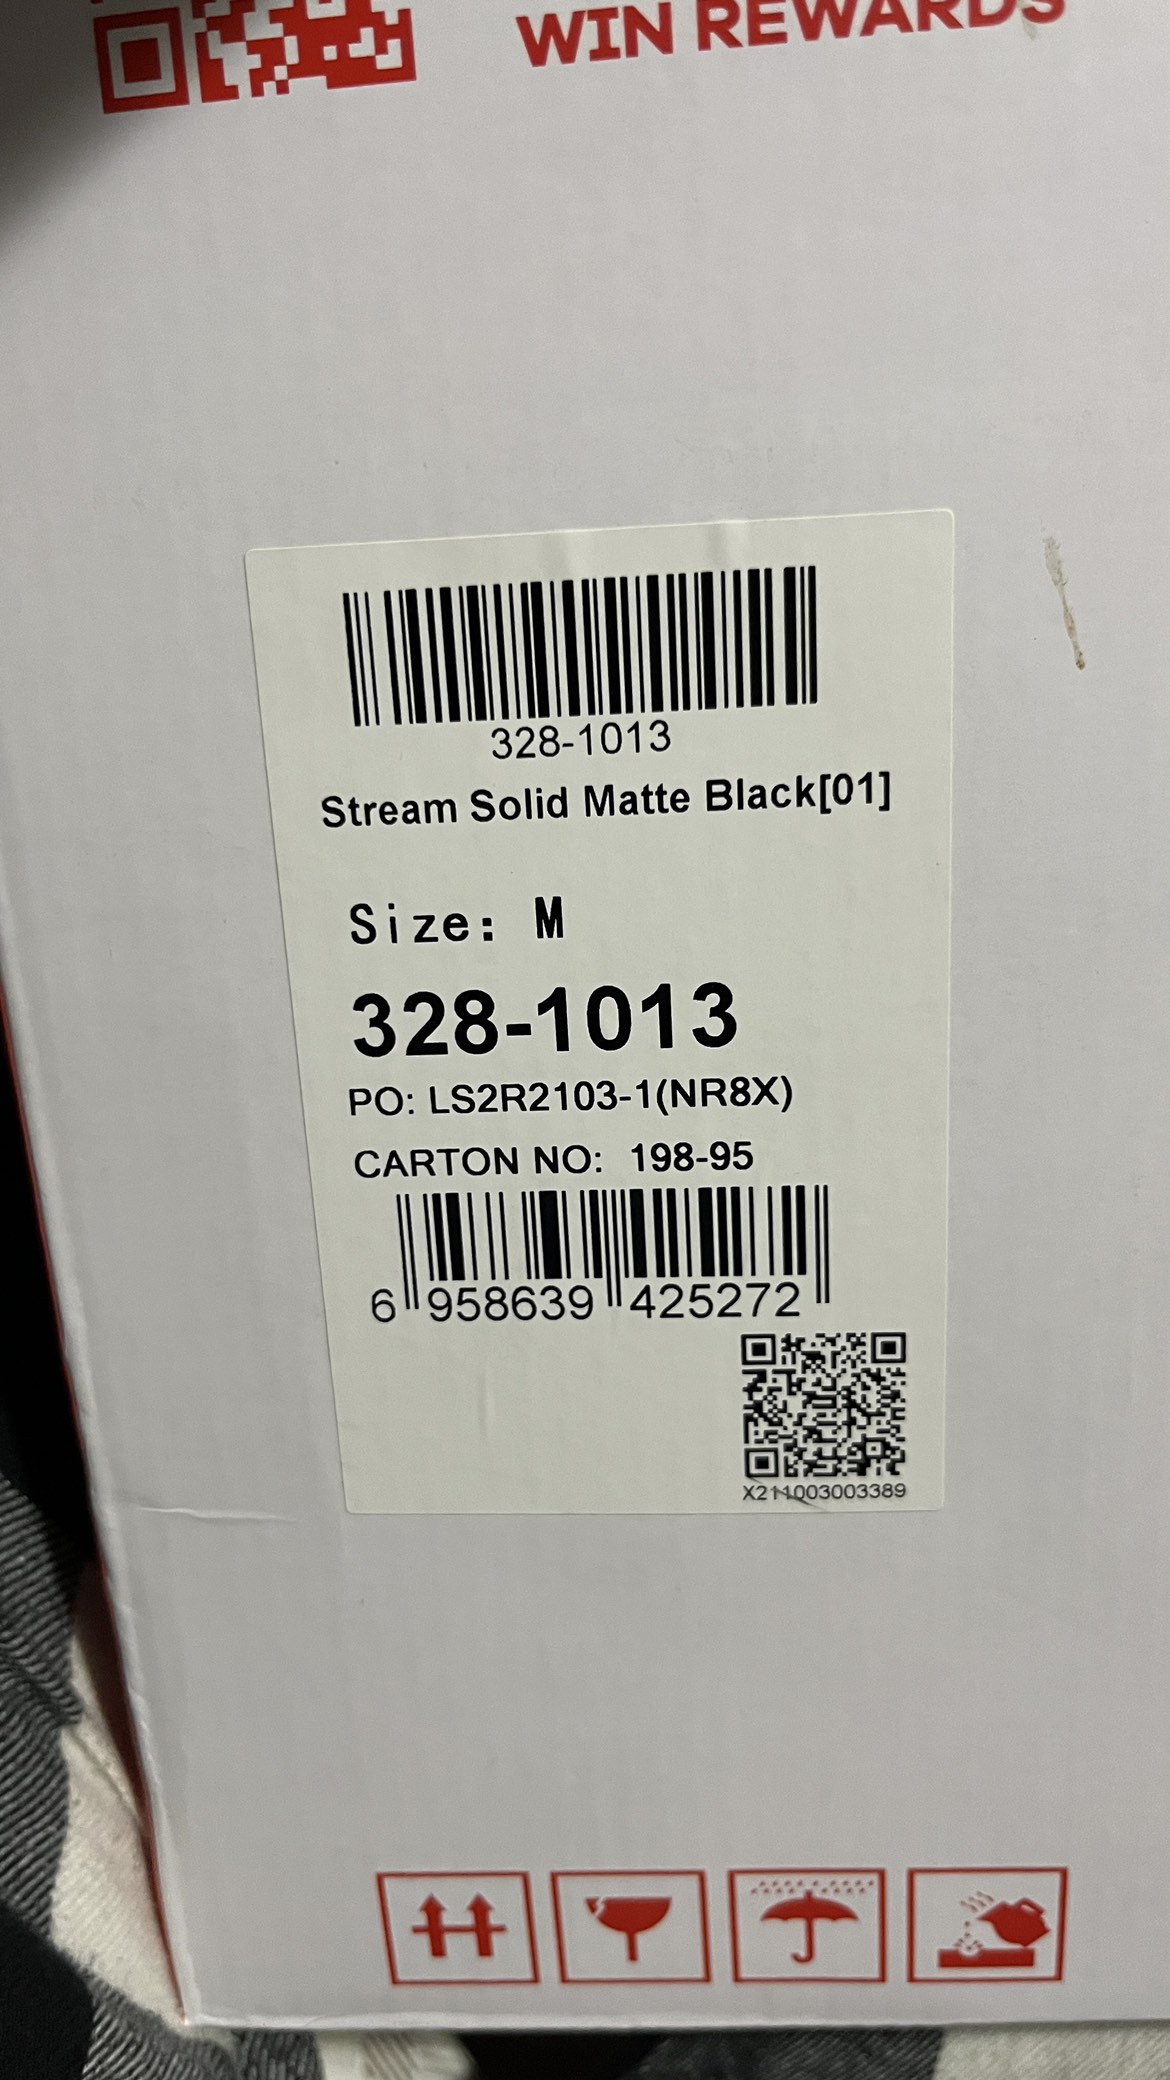 WIN REWARDS
328-1013
Stream Solid Matte Black[01]
Size: M
328-1013
PO: LS2R2103-1(NR8X)
CARTON NO: 198-95
6 958639 425272
X211003003389